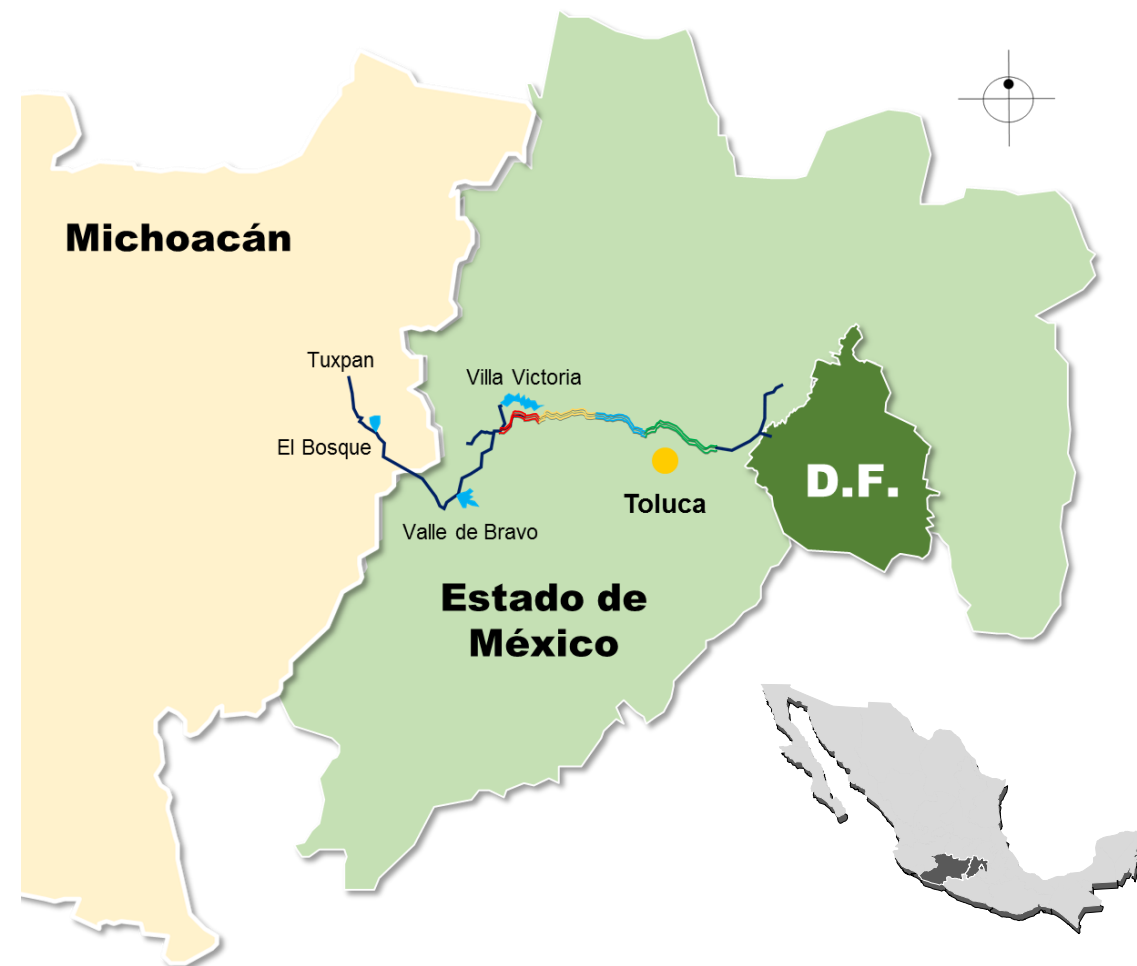 Michoacán
Tuxpan
Villa Victoria
El Bosque
D.F.
Toluca
Valle de Bravo
Estado de
México